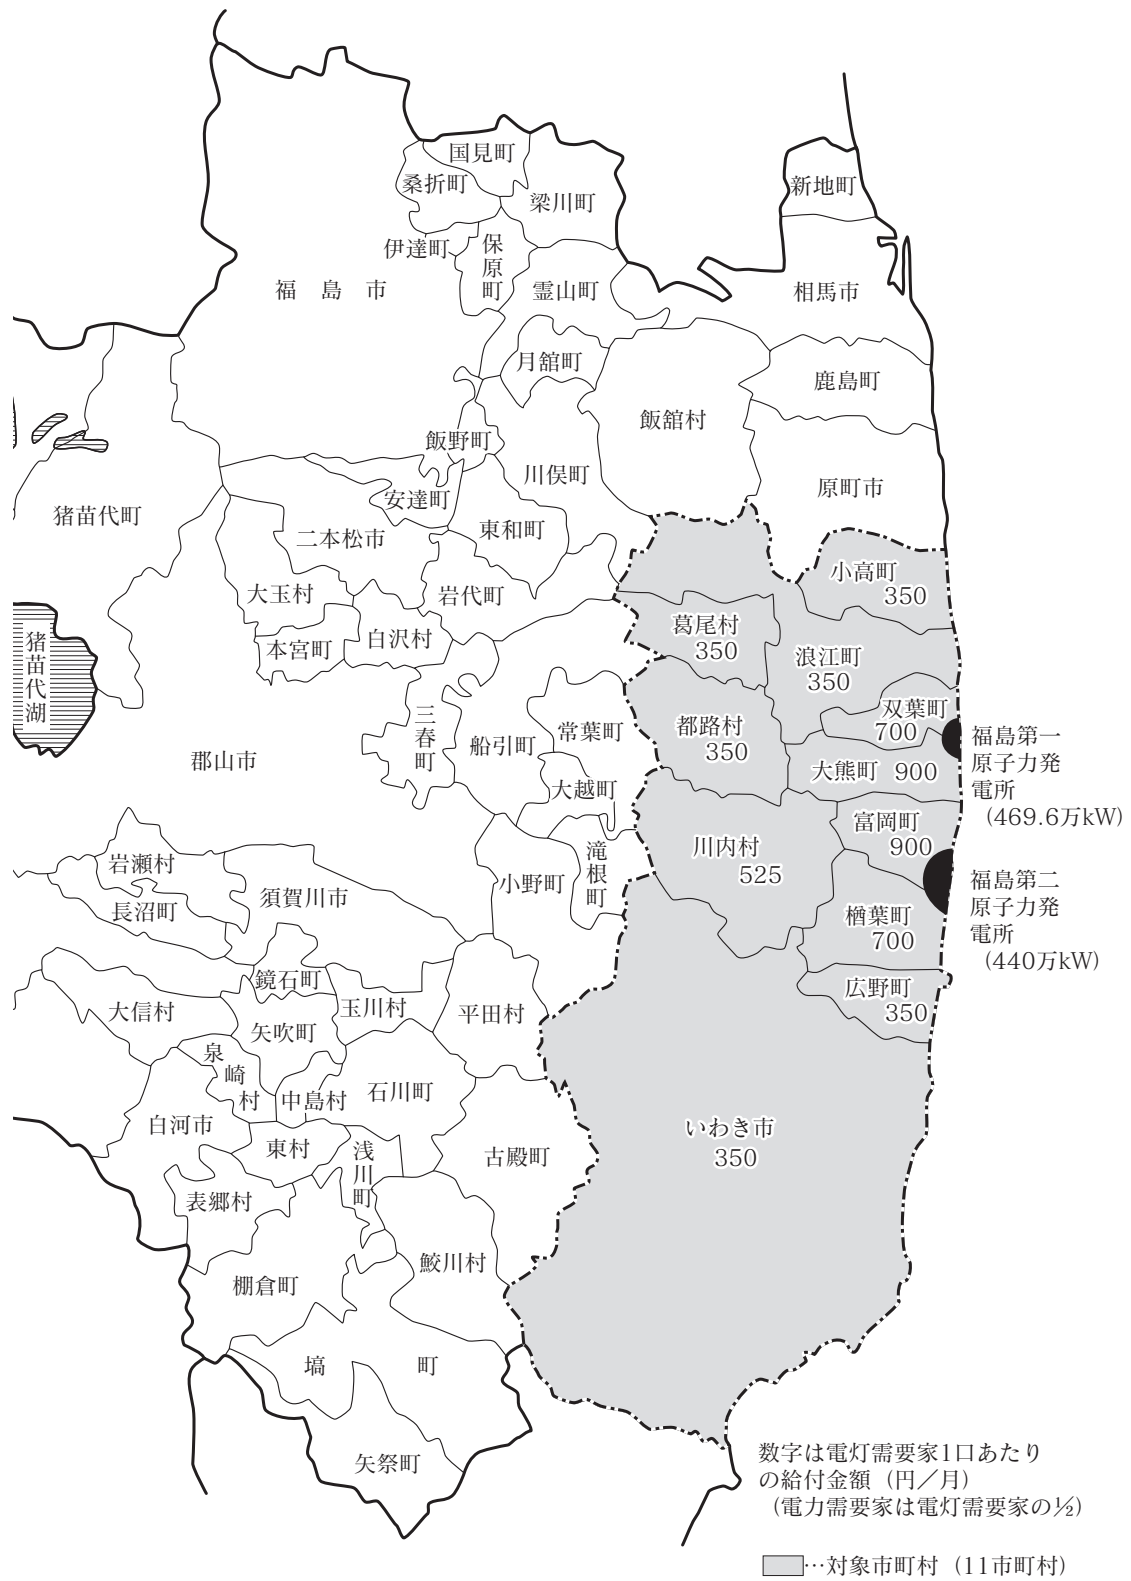 国見町
桑折町
梁川町
新地町
伊達町
保原町
福島市
霊山町
相馬市
月舘町
鹿島町
飯舘村
飯野町
川俣町
原町市
安達町
猪苗代町
二本松市
東和町
小高町
350
大玉村
岩代町
葛尾村
350
白沢村
本宮町
猪苗代湖
浪江町
350
双葉町
700
三春町
船引町
常葉町
都路村
350
福島第一
原子力発
電所
(469.6万kW)
郡山市
大熊町 900
大越町
富岡町
900
岩瀬村
川内村
525
滝根町
小野町
須賀川市
長沼町
福島第二
原子力発
電所
(440万kW)
楢葉町
700
鏡石町
広野町
350
大信村
玉川村
平田村
矢吹町
泉崎村
中島村
石川町
白河市
いわき市
350
東村
浅川町
古殿町
表郷村
鮫川村
棚倉町
塙町
矢祭町
数字は電灯需要家1口あたり
の給付金額（円／月）
（電力需要家は電灯需要家の½）
…対象市町村（11市町村）